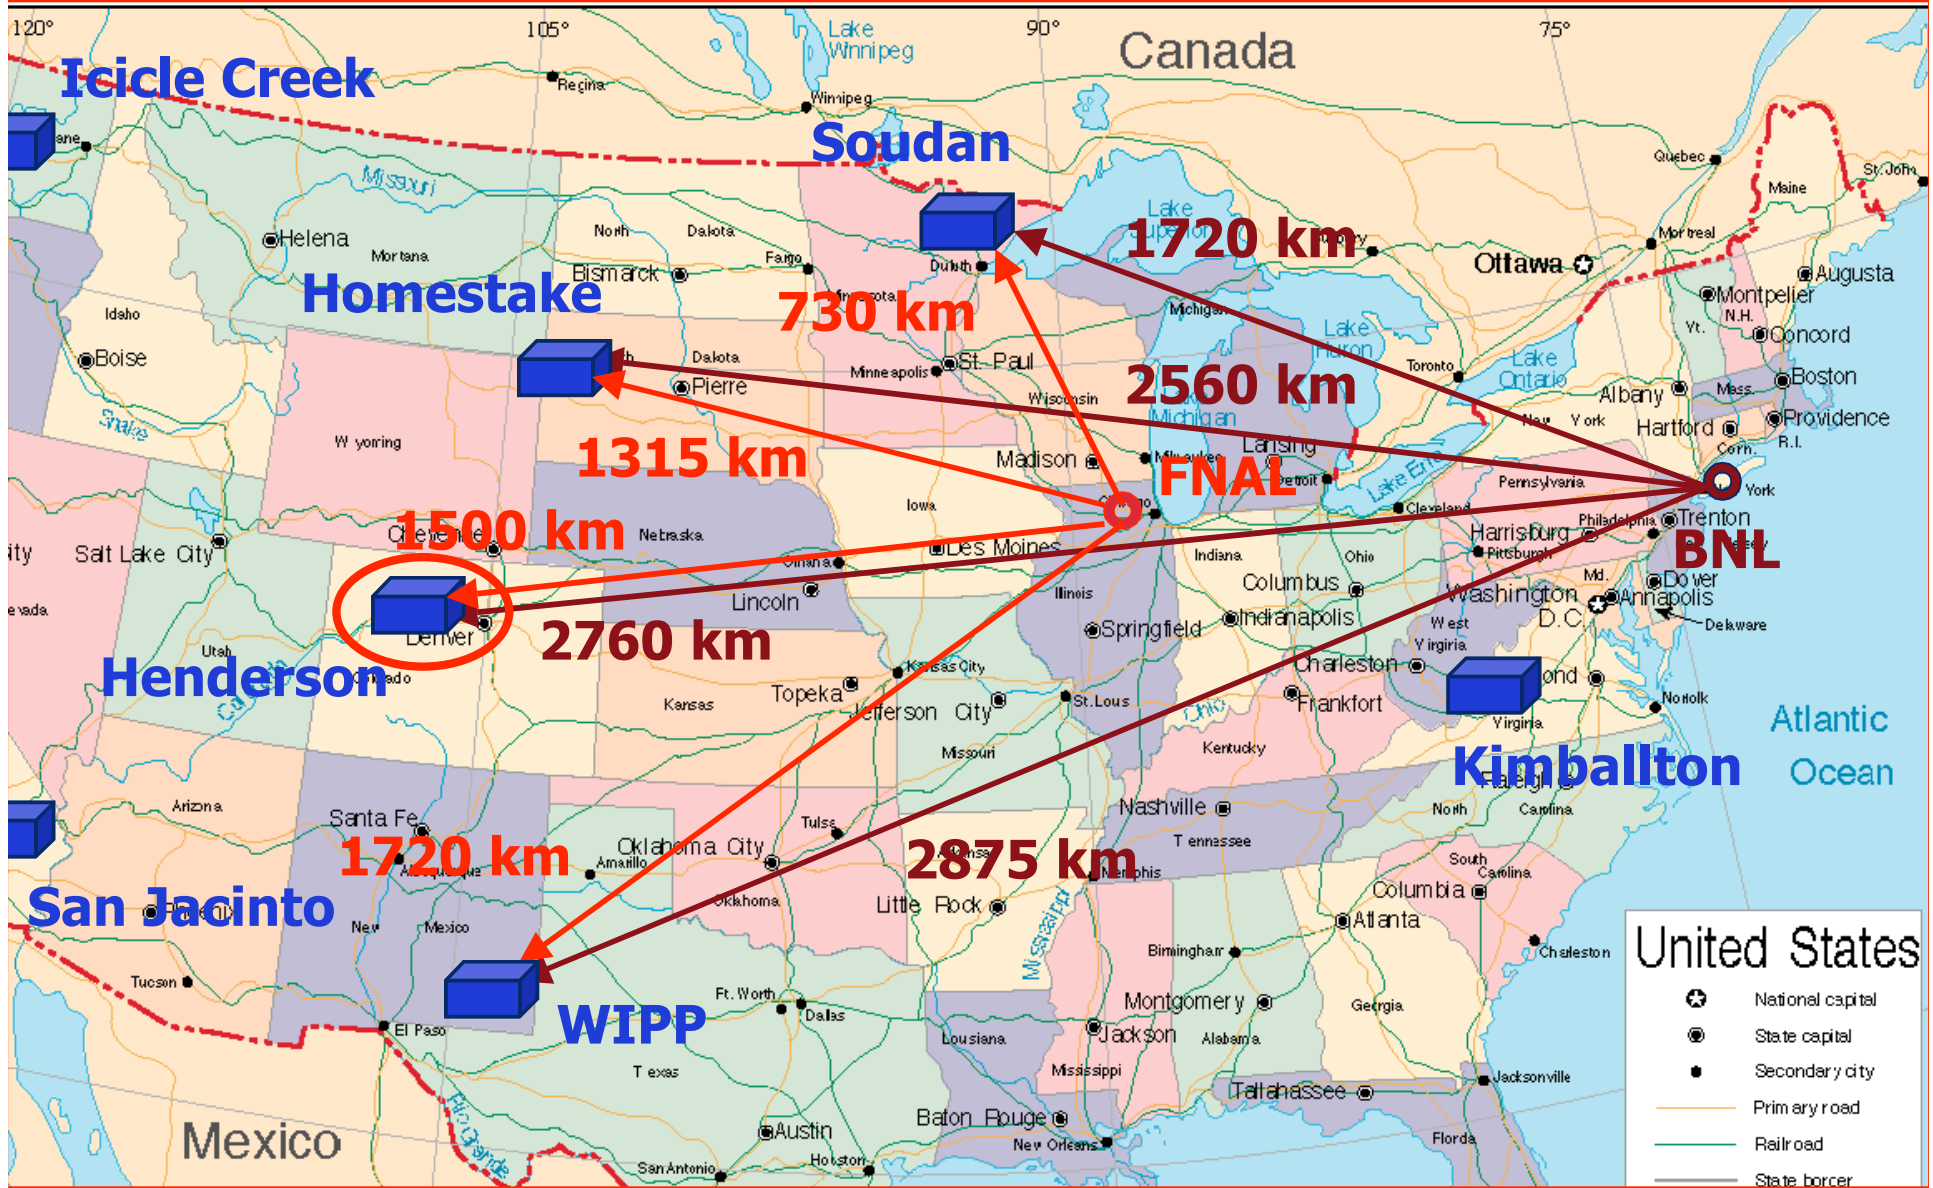 120°
105°
90°
75°
Lake
Winnipeg
Canada
Icicle Creek
Regina
Winnipeg
Soudan
Quebec
St. John
Maine
Missouri
Lake
1720 km
Montreal
Helena
North
Dakota
Montana
Fargo
Bismarck
Duluth
Ottawa
Augusta
Homestake
Montpelier
730 km
Michigan
N.H.
Idaho
Vt.
Concord
Lake
Huron
Boise
Dakota
St. Paul
Minneapolis
Toronto
Lake
Ontario
Boston
Pierre
2560 km
Albany
Mass.
Wisconsin
Michigan
New York
Providence
Snake
Hartford
R.I.
Wyoming
Conn.
1315 km
Madison
Milwaukee
Lansing
Lake Erie
FNAL
Detroit
Pennsylvania
York
Iowa
Chicago
Cleveland
1500 km
Cheyenne
Nebraska
Philadelphia
Trenton
Harrisburg
Salt Lake City
Des Moines
Indiana
Ohio
Pittsburgh
BNL
Omaha
Md.
Dover
Lincoln
Illinois
Columbus
Washington
D.C.
Annapolis
Denver
2760 km
Springfield
Indianapolis
West
Virginia
Delaware
Utah
Henderson
Kansas City
Charleston
Topeka
Kansas
Jefferson City
St. Louis
Ohio
Frankfort
Norfolk
Virginia
Atlantic
Ocean
Missouri
Kentucky
Kimballton
Raleigh
Arizona
Santa Fe
Tulsa
Nashville
North
Carolina
1720 km
Oklahoma City
Amarillo
2875 km
Tennessee
Albuquerque
Memphis
South
Carolina
San Jacinto
Phoenix
Oklahoma
Little Rock
Columbia
New
Mexico
Mississippi
Atlanta
Birmingham
Charleston
Tucson
WIPP
Ft. Worth
Dallas
Montgomery
Georgia
El Paso
Louisiana
Jackson
Alabama
Texas
Mississippi
Tallahassee
Jacksonville
Rio Grande
Baton Rouge
Mexico
Austin
New Orleans
Florida
San Antonio
Houston
United States
National capital
State capital
Secondary city
Primary road
Railroad
State border